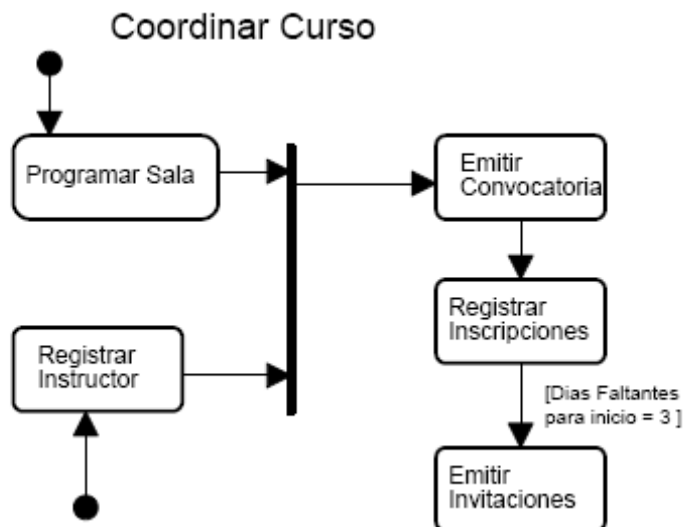 Coordinar Curso
Programar Sala
Emitir
Convocatoria
Registrar
Inscripciones
Registrar
Instructor
[Dias Faltantes
para inicio = 3 ]
Emitir
Invitaciones